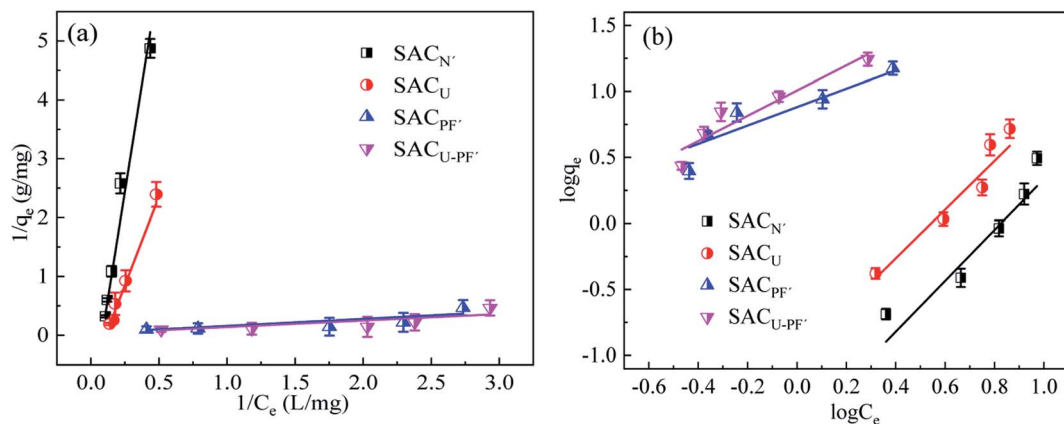 (a)
SAC_N′
SAC_U
SAC_PF′
SAC_U-PF′
1/q_e (g/mg)
5
4
3
2
1
0
0.0 0.5 1.0 1.5 2.0 2.5 3.0
1/C_e (L/mg)
(b)
SAC_N′
SAC_U
SAC_PF′
SAC_U-PF′
logq_e
1.5
1.0
0.5
0.0
-0.5
-1.0
-0.6 -0.4 -0.2 0.0 0.2 0.4 0.6 0.8 1.0
logC_e